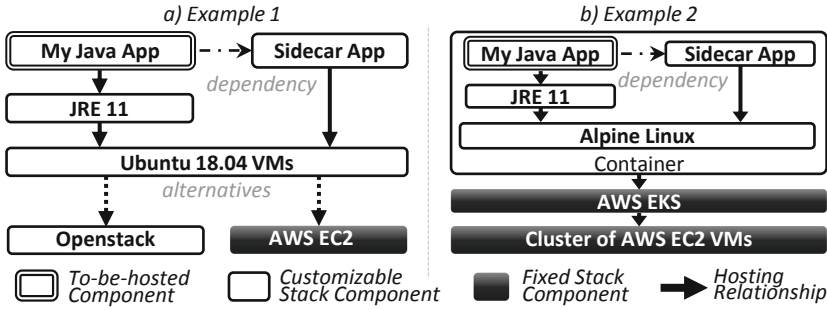 a) Example 1
My Java App
Sidecar App
dependency
JRE 11
Ubuntu 18.04 VMs
alternatives
Openstack
AWS EC2
b) Example 2
My Java App
Sidecar App
dependency
JRE 11
Alpine Linux
Container
AWS EKS
Cluster of AWS EC2 VMs
To-be-hosted
Component
Customizable
Stack Component
Fixed Stack
Component
Hosting
Relationship